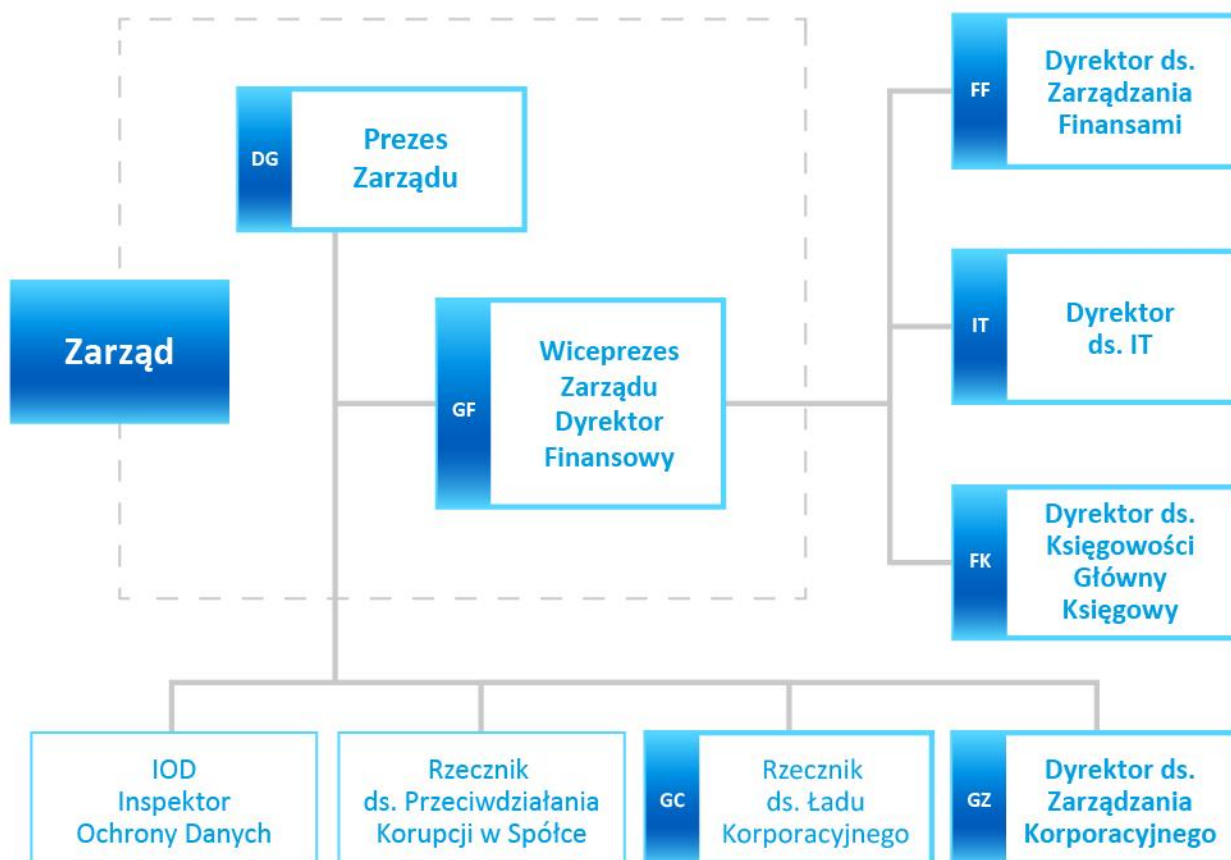 DG
Prezes
Zarządu
Zarząd
GF
Wiceprezes
Zarządu
Dyrektor
Finansowy
FF
Dyrektor ds.
Zarządzania
Finansami
IT
Dyrektor
ds. IT
FK
Dyrektor ds.
Księgowości
Główny
Księgowy
IOD
Inspektor
Ochrony Danych
Rzecznik
ds. Przeciwdziałania
Korupcji w Spółce
GC
Rzecznik
ds. Ładu
Korporacyjnego
GZ
Dyrektor ds.
Zarządzania
Korporacyjnego